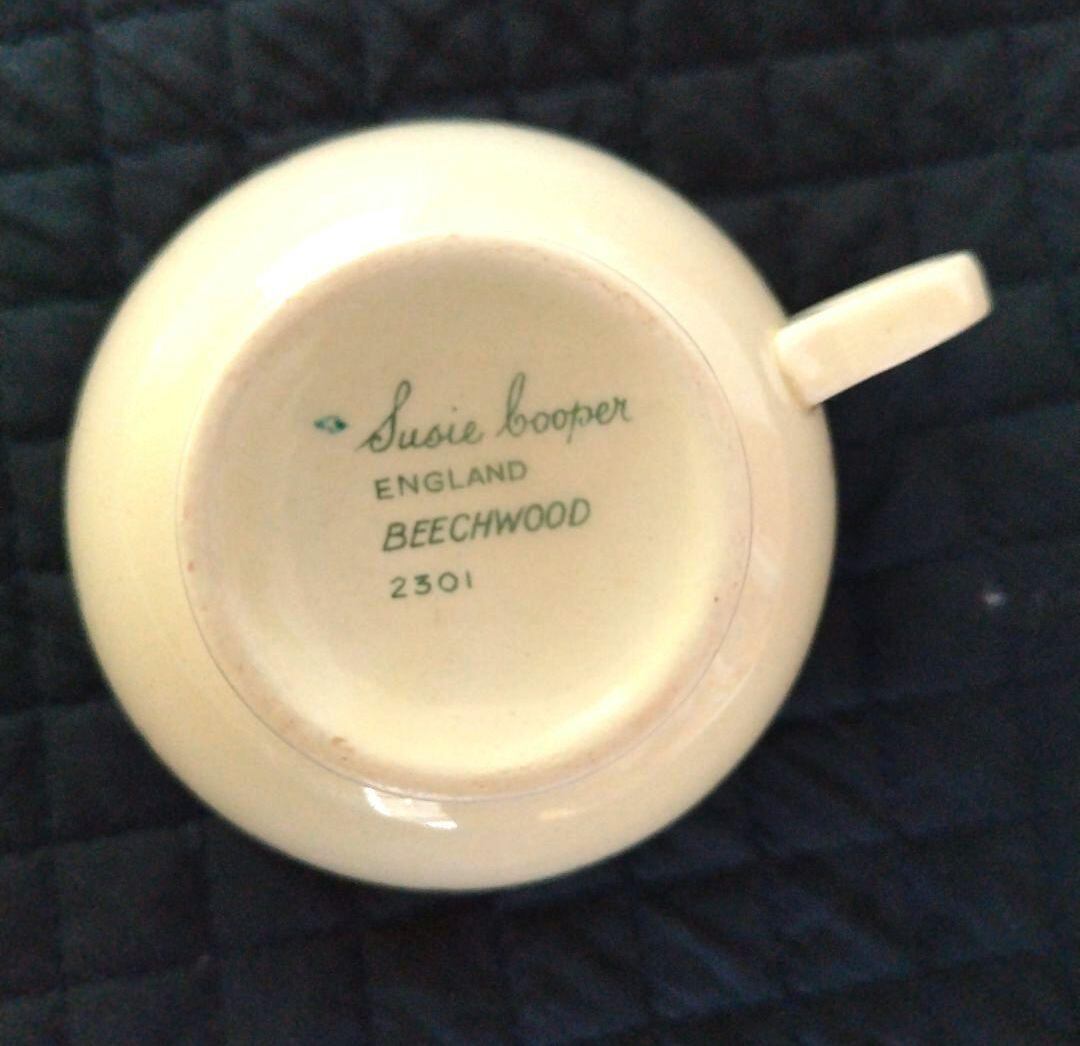 Susie Cooper
ENGLAND
BEECHWOOD
2301